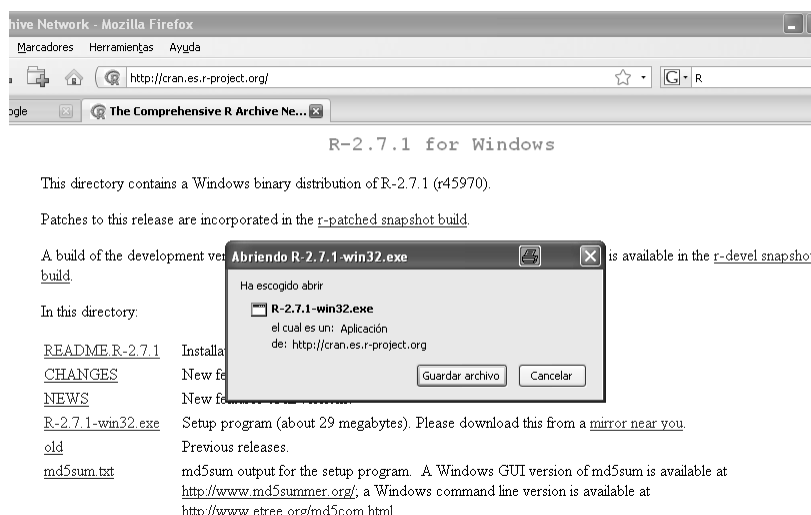 hive Network - Mozilla Firefox
Marcadores Herramientas Ayuda
http://cran.es.r-project.org/ G R
ogle The Comprehensive R Archive Ne...
R-2.7.1 for Windows
This directory contains a Windows binary distribution of R-2.7.1 (r45970).
Patches to this release are incorporated in the r-patched snapshot build.
A build of the development ver is available in the r-devel snapsho
build.
In this directory:
Abriendo R-2.7.1-win32.exe
Ha escogido abrir
R-2.7.1-win32.exe
el cual es un: Aplicación
de: http://cran.es.r-project.org
Guardar archivo Cancelar
README.R-2.7.1 Installa
CHANGES New fe
NEWS New fe
R-2.7.1-win32.exe Setup program (about 29 megabytes). Please download this from a mirror near you.
old Previous releases.
md5sum.txt md5sum output for the setup program. A Windows GUI version of md5sum is available at
http://www.md5summer.org/; a Windows command line version is available at
http://www.etree.org/md5com.html